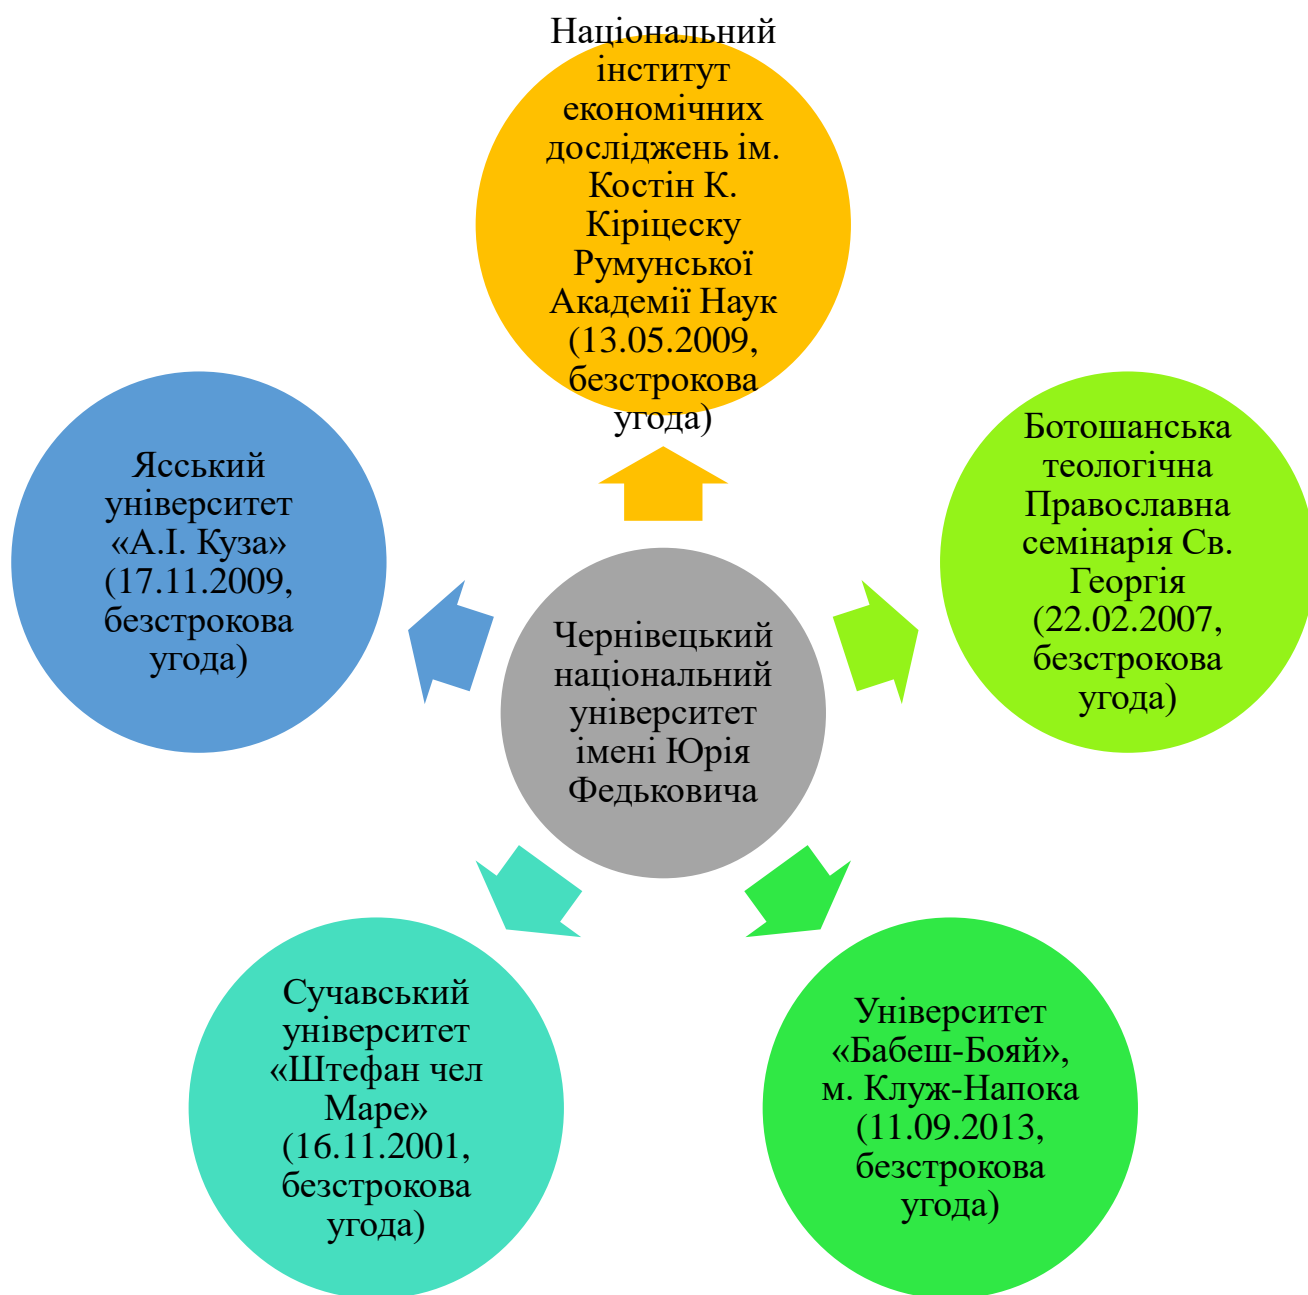 Національний
інститут
економічних
досліджень ім.
Костін К.
Кіріцеску
Румунської
Академії Наук
(13.05.2009,
безстрокова
угода)
Ясський
університет
«А.І. Куза»
(17.11.2009,
безстрокова
угода)
Ботошанська
теологічна
Православна
семінарія Св.
Георгія
(22.02.2007,
безстрокова
угода)
Чернівецький
національний
університет
імені Юрія
Федьковича
Сучавський
університет
«Штефан чел
Маре»
(16.11.2001,
безстрокова
угода)
Університет
«Бабеш-Бояй»,
м. Клуж-Напока
(11.09.2013,
безстрокова
угода)